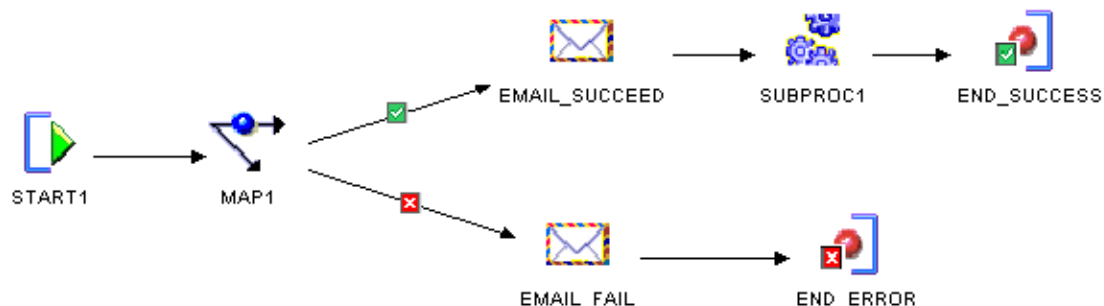 EMAIL_SUCCEED
SUBPROC1
END_SUCCESS
START1
MAP1
EMAIL_FAIL
END_ERROR